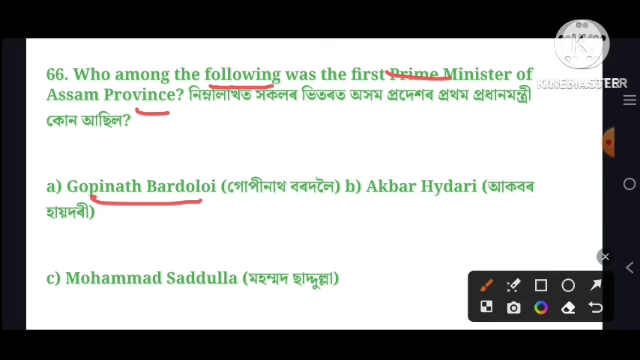 66. Who among the following was the first Prime Minister of
Assam Province? নিম্নলিখিত সকলৰ ভিতৰত অসম প্ৰদেশৰ প্ৰথম প্ৰধানমন্ত্ৰী
কোন আছিল?
a) Gopinath Bardoloi (গোপীনাথ বৰদলৈ) b) Akbar Hydari (আকবৰ
হায়দৰী)
c) Mohammad Saddulla (মহম্মদ ছাদ্দুল্লা)
KINEMASTER